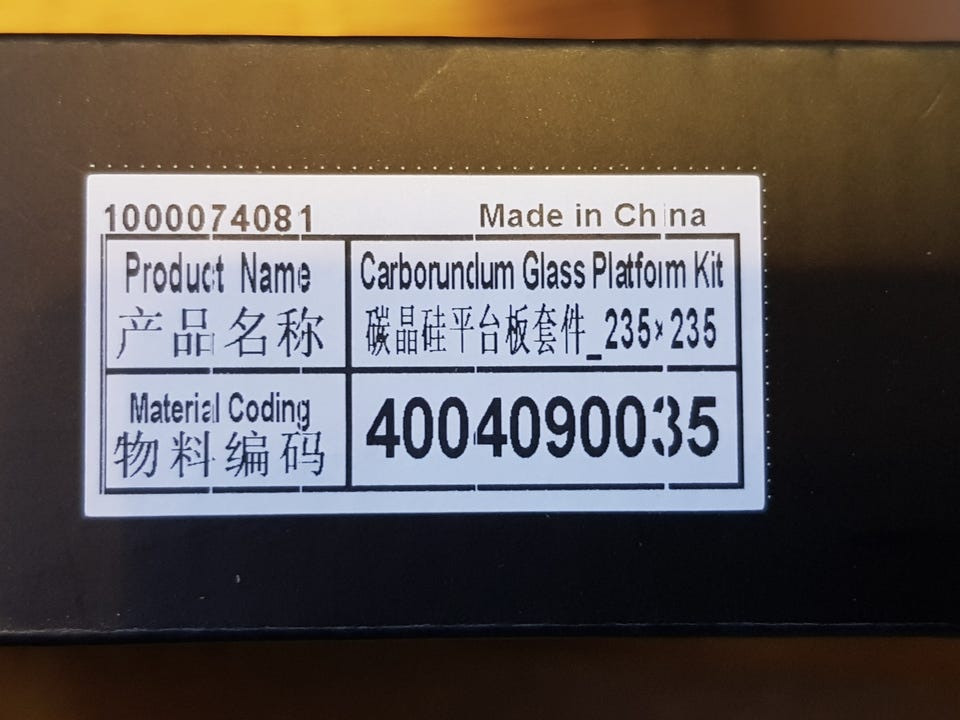 1000074081 Made in China
Product Name Carborundum Glass Platform Kit
产品名称 碳晶硅平台板套件_235×235
Material Coding
物料编码 4004090035